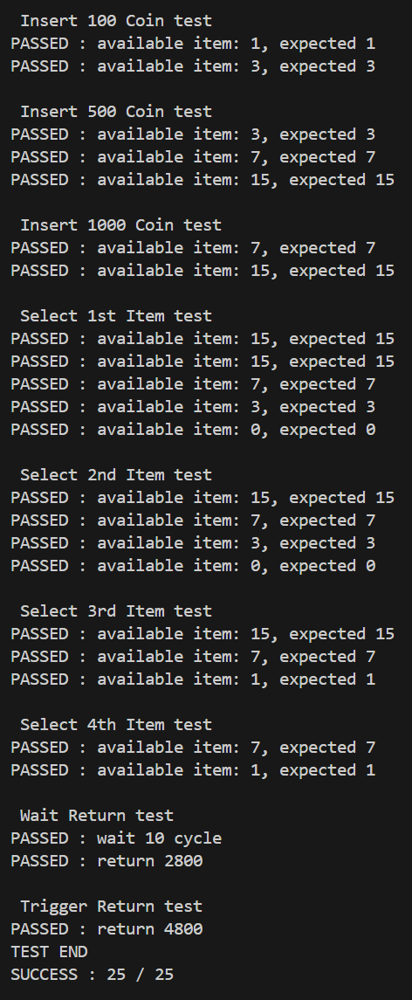 Insert 100 Coin test
PASSED : available item: 1, expected 1
PASSED : available item: 3, expected 3
Insert 500 Coin test
PASSED : available item: 3, expected 3
PASSED : available item: 7, expected 7
PASSED : available item: 15, expected 15
Insert 1000 Coin test
PASSED : available item: 7, expected 7
PASSED : available item: 15, expected 15
Select 1st Item test
PASSED : available item: 15, expected 15
PASSED : available item: 15, expected 15
PASSED : available item: 7, expected 7
PASSED : available item: 3, expected 3
PASSED : available item: 0, expected 0
Select 2nd Item test
PASSED : available item: 15, expected 15
PASSED : available item: 7, expected 7
PASSED : available item: 3, expected 3
PASSED : available item: 0, expected 0
Select 3rd Item test
PASSED : available item: 15, expected 15
PASSED : available item: 7, expected 7
PASSED : available item: 1, expected 1
Select 4th Item test
PASSED : available item: 7, expected 7
PASSED : available item: 1, expected 1
Wait Return test
PASSED : wait 10 cycle
PASSED : return 2800
Trigger Return test
PASSED : return 4800
TEST END
SUCCESS : 25 / 25